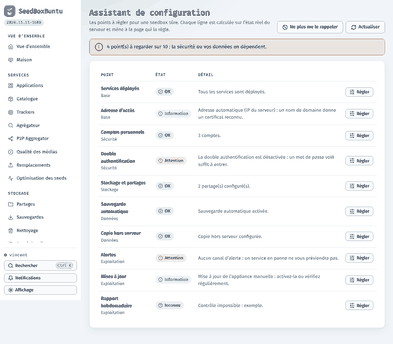 SeedBoxBuntu
VUE D'ENSEMBLE
Vue d'ensemble
Maison
SERVICES
Applications
Catalogue
Trackers
Agrégateur
P2P Aggregator
Qualité des médias
Remplacements
Optimisation des seeds
STOCKAGE
Partages
Sauvegardes
Nettoyage
Rechercher
Ctrl K
Notifications
Affichage
Assistant de configuration
Les points à régler pour une seedbox sûre. Chaque ligne est calculée sur l'état réel du
serveur et mène à la page qui la règle.
Ne plus me le rappeler
Actualiser
4 point(s) à regarder sur 10 : la sécurité ou vos données en dépendent.
POINT ÉTAT DÉTAIL
Services déployés
Base
OK
Tous les services sont déployés.
Régler
Adresse d'accès
Base
Information
Adresse automatique (IP du serveur) : un nom de domaine donne
un certificat reconnu.
Régler
Comptes personnels
Sécurité
OK
3 comptes.
Régler
Double
authentification
Sécurité
Attention
La double authentification est désactivée : un mot de passe volé
suffit à entrer.
Régler
Stockage et partages
Stockage
OK
2 partage(s) configuré(s).
Régler
Sauvegarde
automatique
Données
OK
Sauvegarde automatique activée.
Régler
Copie hors serveur
Données
OK
Copie hors serveur configurée.
Régler
Alertes
Exploitation
Attention
Aucun canal d'alerte : un service en panne ne vous préviendra pas.
Régler
Mises à jour
Exploitation
Information
Mise à jour de l'appliance manuelle : activez-la ou vérifiez
régulièrement.
Régler
Rapport
hebdomadaire
Exploitation
Contrôle impossible : exemple.
Régler